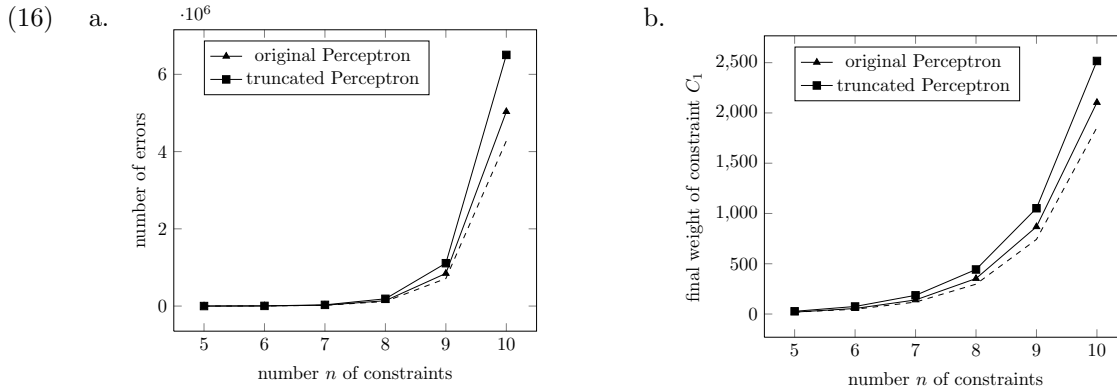 (16) a.
·10⁶
original Perceptron
truncated Perceptron
6
4
2
0
number of errors
5 6 7 8 9 10
number n of constraints
b.
original Perceptron
truncated Perceptron
2,500
2,000
1,500
1,000
500
0
final weight of constraint C₁
5 6 7 8 9 10
number n of constraints